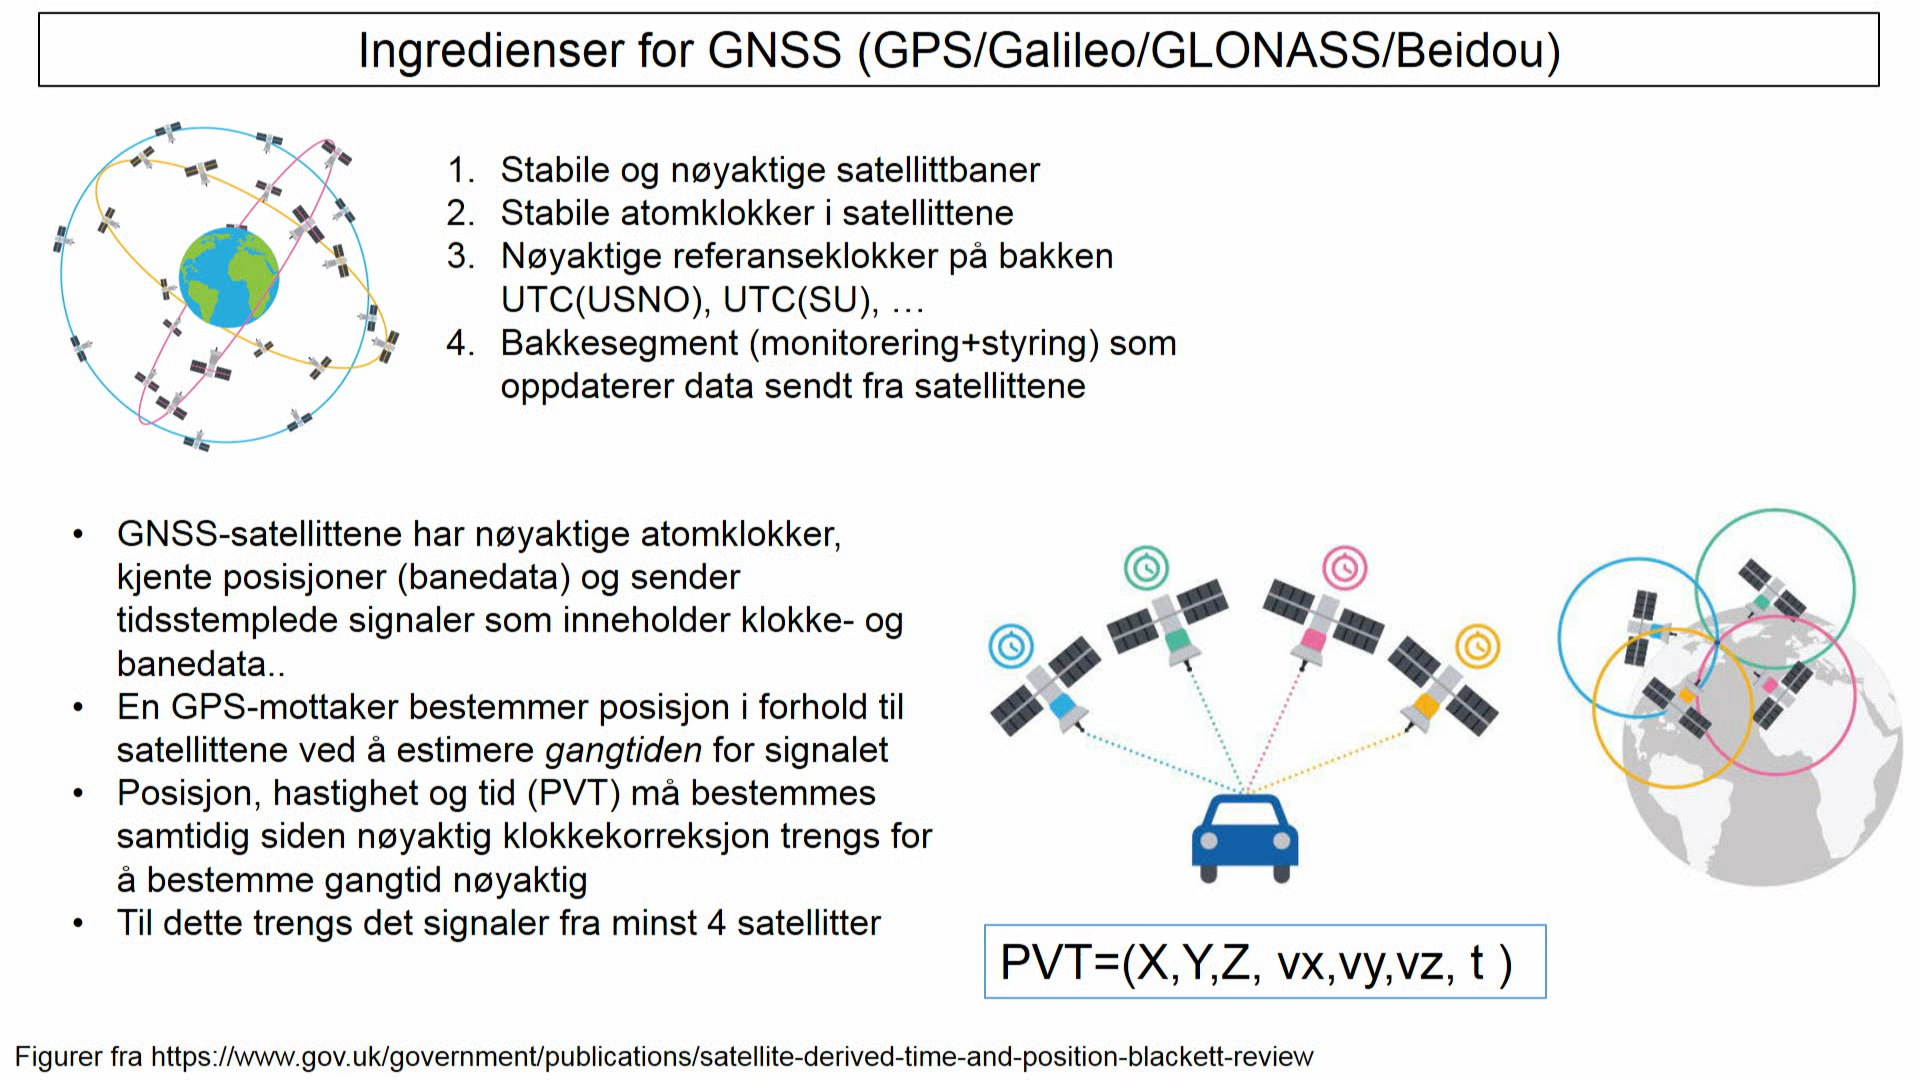 Ingredienser for GNSS (GPS/Galileo/GLONASS/Beidou)
1. Stabile og nøyaktige satellittbaner
2. Stabile atomklokker i satellittene
3. Nøyaktige referanseklokker på bakken
UTC(USNO), UTC(SU), …
4. Bakkesegment (monitorering+styring) som
oppdaterer data sendt fra satellittene
• GNSS-satellittene har nøyaktige atomklokker,
kjente posisjoner (banedata) og sender
tidsstemplede signaler som inneholder klokke- og
banedata..
• En GPS-mottaker bestemmer posisjon i forhold til
satellittene ved å estimere gangtiden for signalet
• Posisjon, hastighet og tid (PVT) må bestemmes
samtidig siden nøyaktig klokkekorreksjon trengs for
å bestemme gangtid nøyaktig
• Til dette trengs det signaler fra minst 4 satellitter
PVT=(X,Y,Z, vx,vy,vz, t )
Figurer fra https://www.gov.uk/government/publications/satellite-derived-time-and-position-blackett-review